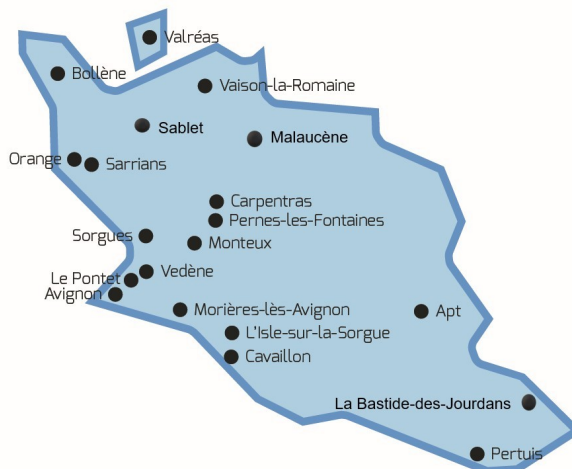 Valréas
Bollène
Vaison-la-Romaine
Sablet
Malaucène
Orange
Sarrians
Carpentras
Pernes-les-Fontaines
Sorgues
Monteux
Vedène
Le Pontet
Avignon
Morières-lès-Avignon
Apt
L'Isle-sur-la-Sorgue
Cavaillon
La Bastide-des-Jourdans
Pertuis